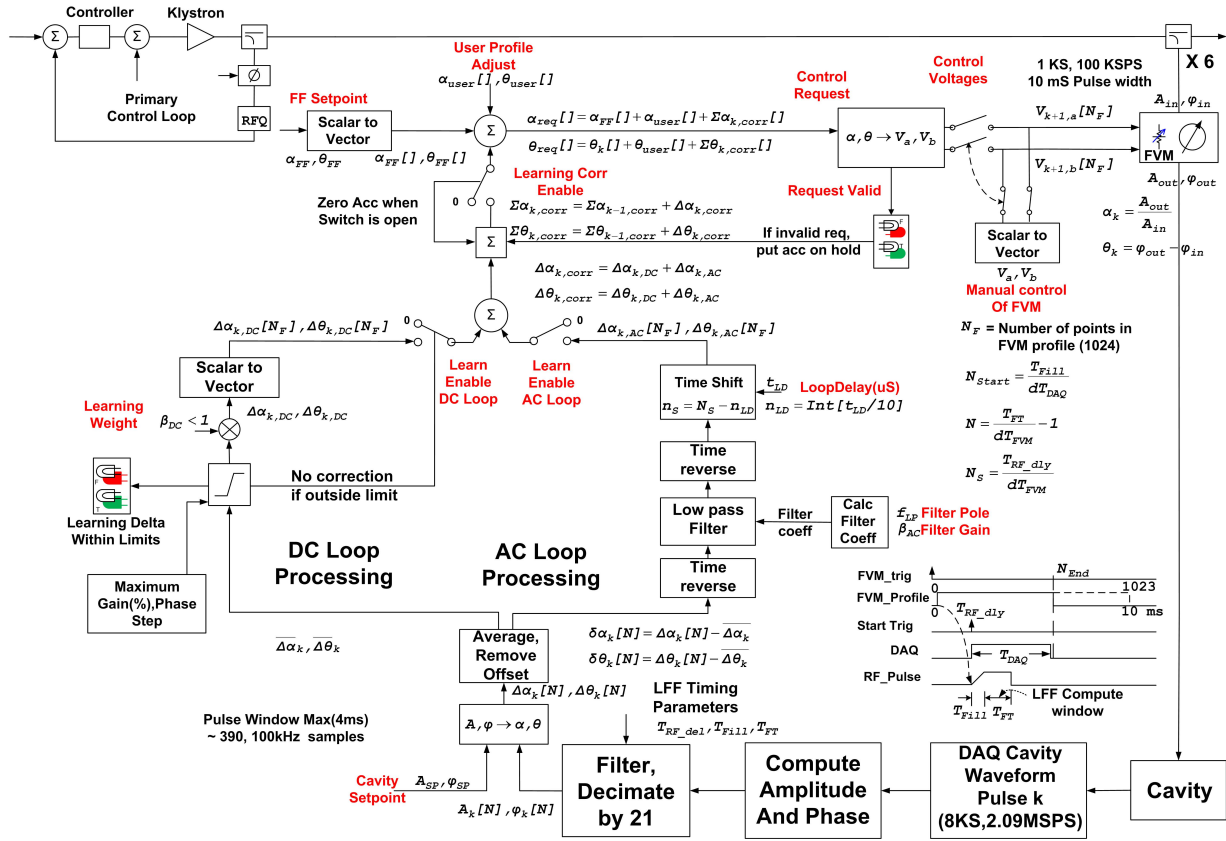 Controller
Klystron
Σ
Σ
Ø
RFQ
Primary
Control Loop
User Profile
Adjust
α_user[],θ_user[]
FF Setpoint
Scalar to
Vector
α_FF,θ_FF
α_FF[],θ_FF[]
Σ
α_req[]=α_FF[]+α_user[]+Σα_k,corr[]
θ_req[]=θ_k[]+θ_user[]+Σθ_k,corr[]
Control
Request
α,θ→V_a,V_b
Control
Voltages
1 KS, 100 KSPS
10 mS Pulse width
X 6
A_in,φ_in
V_k+1,a[N_F]
V_k+1,b[N_F]
FVM
A_out,φ_out
α_k=A_out/A_in
θ_k=φ_out−φ_in
Learning Corr
Enable
0
Zero Acc when
Switch is open
Σα_k,corr=Σα_k−1,corr+Δα_k,corr
Σθ_k,corr=Σθ_k−1,corr+Δθ_k,corr
Σ
Request Valid
F
T
If invalid req,
put acc on hold
Scalar to
Vector
V_a,V_b
Manual control
Of FVM
Δα_k,corr=Δα_k,DC+Δα_k,AC
Δθ_k,corr=Δθ_k,DC+Δθ_k,AC
Δα_k,DC[N_F],Δθ_k,DC[N_F]
0
Σ
0
Δα_k,AC[N_F],Δθ_k,AC[N_F]
N_F = Number of points in
FVM profile (1024)
Scalar to
Vector
Learn
Enable
DC Loop
Learn
Enable
AC Loop
Time Shift
n_S=N_S−n_LD
t_LD LoopDelay(uS)
n_LD=Int[t_LD/10]
N_Start=T_Fill/dT_DAQ
N=T_FT/dT_FVM−1
N_S=T_RF_dly/dT_FVM
Learning
Weight
β_DC<1
Δα_k,DC,Δθ_k,DC
Time
reverse
F
T
Learning Delta
Within Limits
No correction
if outside limit
Low pass
Filter
Filter
coeff
Calc
Filter
Coeff
f_LP Filter Pole
β_AC Filter Gain
DC Loop
Processing
AC Loop
Processing
Time
reverse
Maximum
Gain(%),Phase
Step
Δα_k,Δθ_k
Average,
Remove
Offset
δα_k[N]=Δα_k[N]−Δα_k
δθ_k[N]=Δθ_k[N]−Δθ_k
Δα_k[N],Δθ_k[N]
FVM_trig
N_End
0
1023
FVM_Profile
0
10 ms
T_RF_dly
Start Trig
DAQ
T_DAQ
RF_Pulse
T_Fill
T_FT
LFF Compute
window
Pulse Window Max(4ms)
~ 390, 100kHz samples
A,φ→α,θ
LFF Timing
Parameters
T_RF_del,T_Fill,T_FT
Cavity
Setpoint
A_SP,φ_SP
A_k[N],φ_k[N]
Filter,
Decimate
by 21
Compute
Amplitude
And Phase
DAQ Cavity
Waveform
Pulse k
(8KS,2.09MSPS)
Cavity